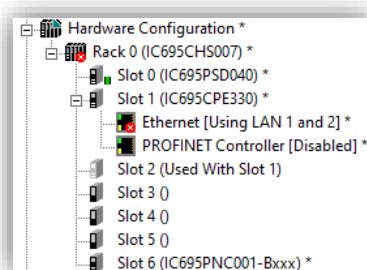 Hardware Configuration *
Rack 0 (IC695CHS007) *
Slot 0 (IC695PSD040) *
Slot 1 (IC695CPE330) *
Ethernet [Using LAN 1 and 2] *
PROFINET Controller [Disabled] *
Slot 2 (Used With Slot 1)
Slot 3 ()
Slot 4 ()
Slot 5 ()
Slot 6 (IC695PNC001-Bxxx) *